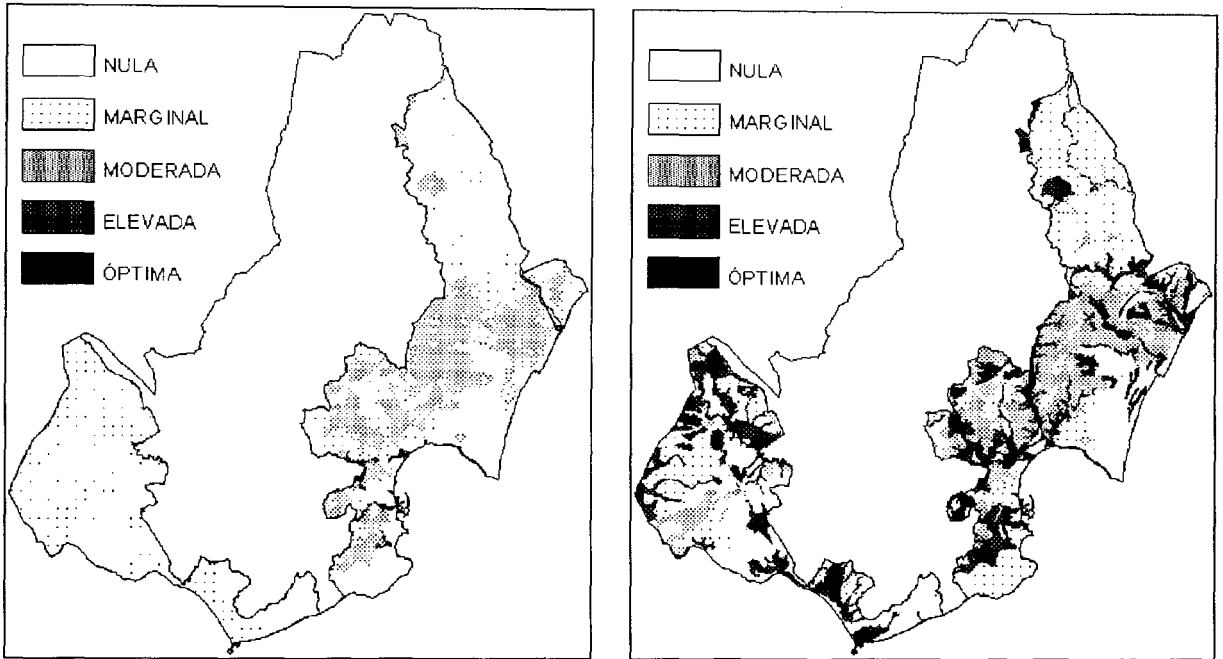 NULA
MARGINAL
MODERADA
ELEVADA
ÓPTIMA
NULA
MARGINAL
MODERADA
ELEVADA
ÓPTIMA